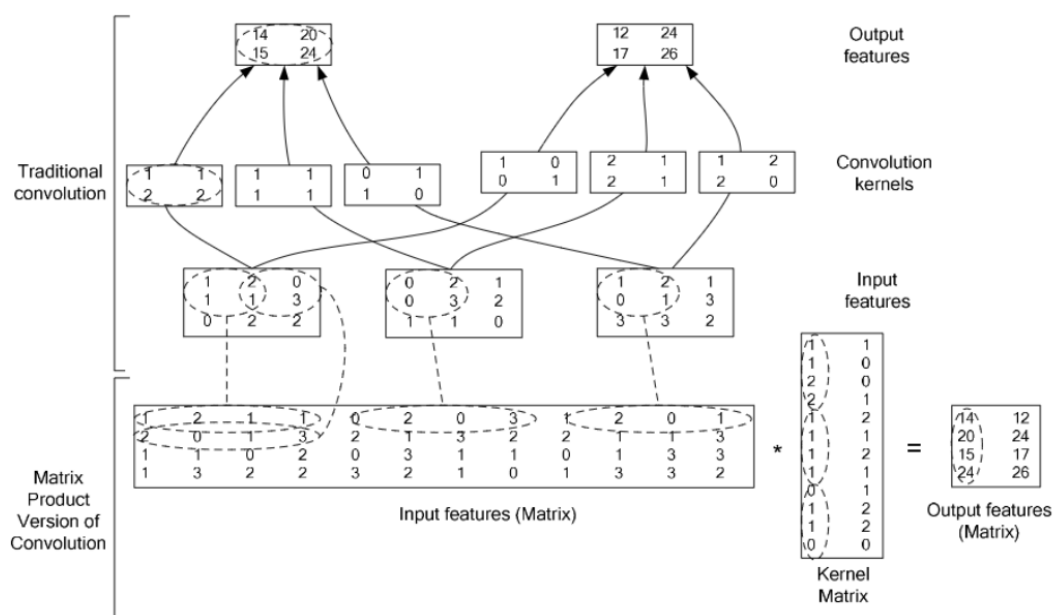 14 20
15 24
12 24
17 26
Output
features
Traditional
convolution
1 1
2 2
1 1
1 1
0 1
1 0
1 0
0 1
2 1
2 1
1 2
2 0
Convolution
kernels
1 2 0
1 1 3
0 2 2
0 2 1
0 3 2
1 1 0
1 2 1
0 1 3
3 3 2
Input
features
Matrix
Product
Version of
Convolution
1 2 1 1 0 2 0 3 1 2 0 1
2 0 1 3 2 1 3 2 2 1 1 3
1 1 0 2 0 3 1 1 0 1 3 3
1 3 2 2 3 2 1 0 1 3 3 2
Input features (Matrix)
*
1 1
1 0
2 0
2 1
1 2
1 1
1 2
1 1
0 1
1 2
1 2
0 0
Kernel
Matrix
=
14 12
20 24
15 17
24 26
Output features
(Matrix)